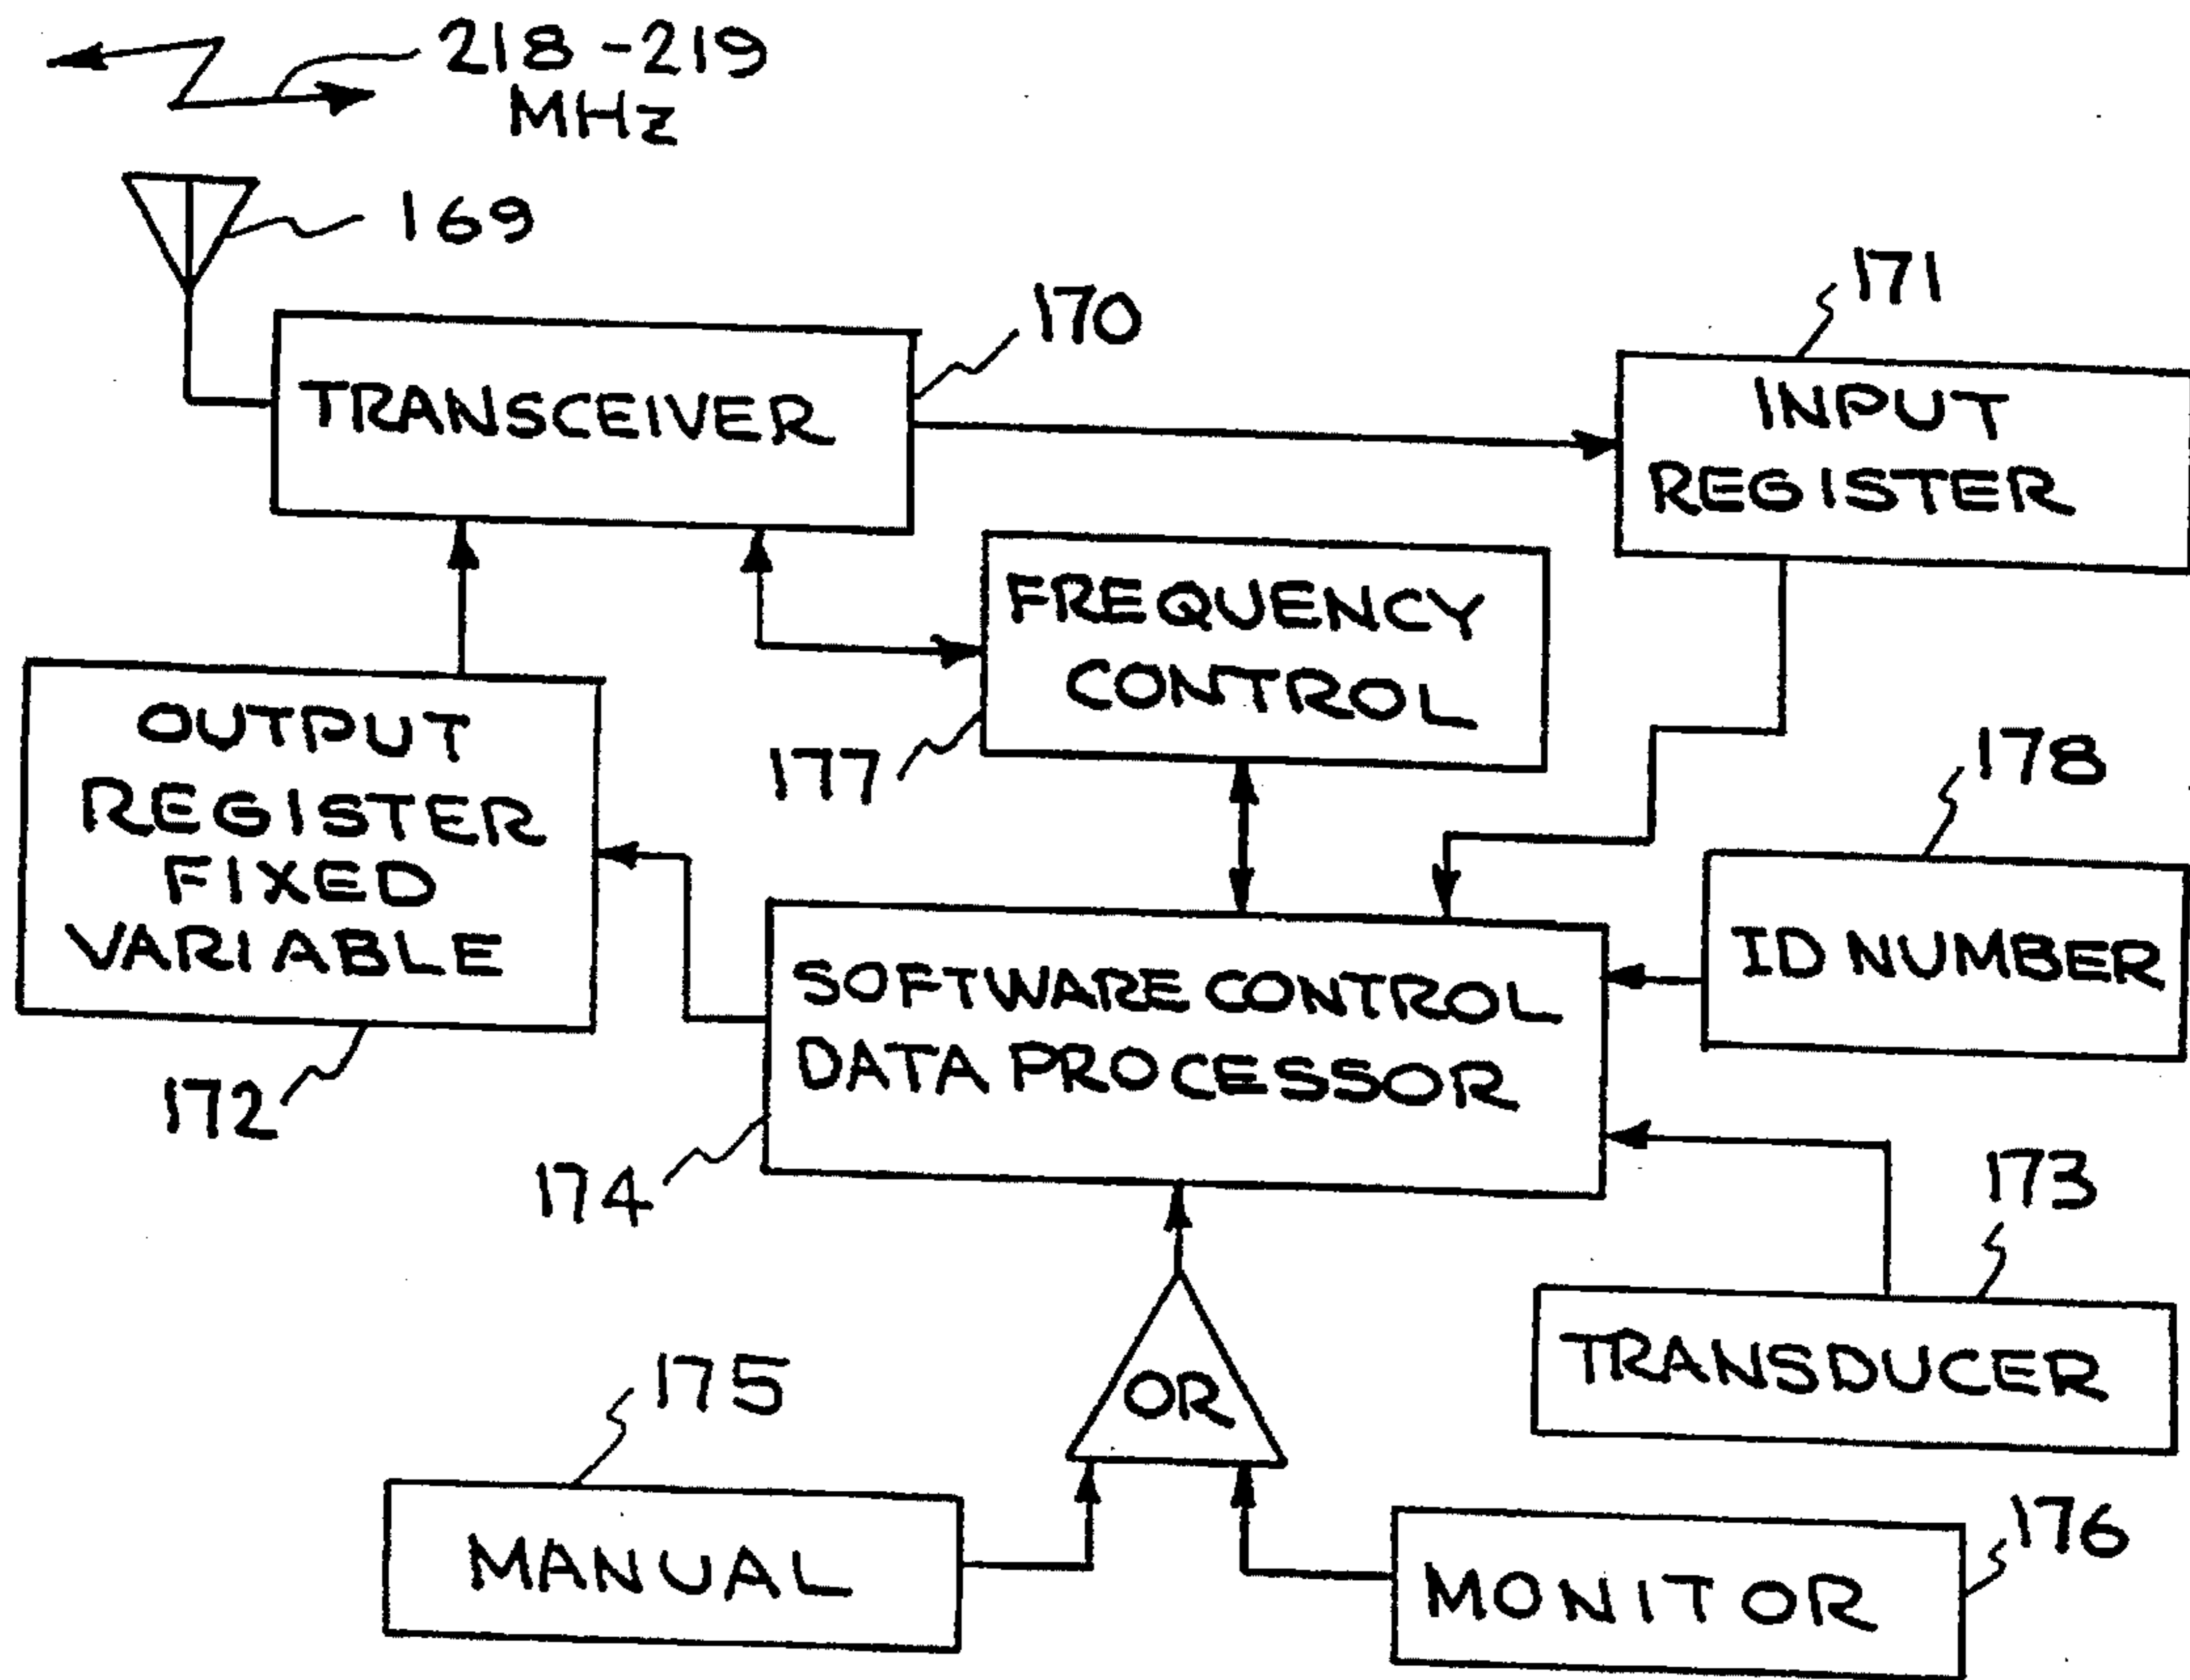 218-219
MHz
169
170
171
TRANSCEIVER
INPUT
REGISTER
FREQUENCY
CONTROL
177
OUTPUT
REGISTER
FIXED
VARIABLE
172
178
ID NUMBER
SOFTWARE CONTROL
DATA PROCESSOR
174
173
TRANSDUCER
OR
175
MANUAL
176
MONITOR